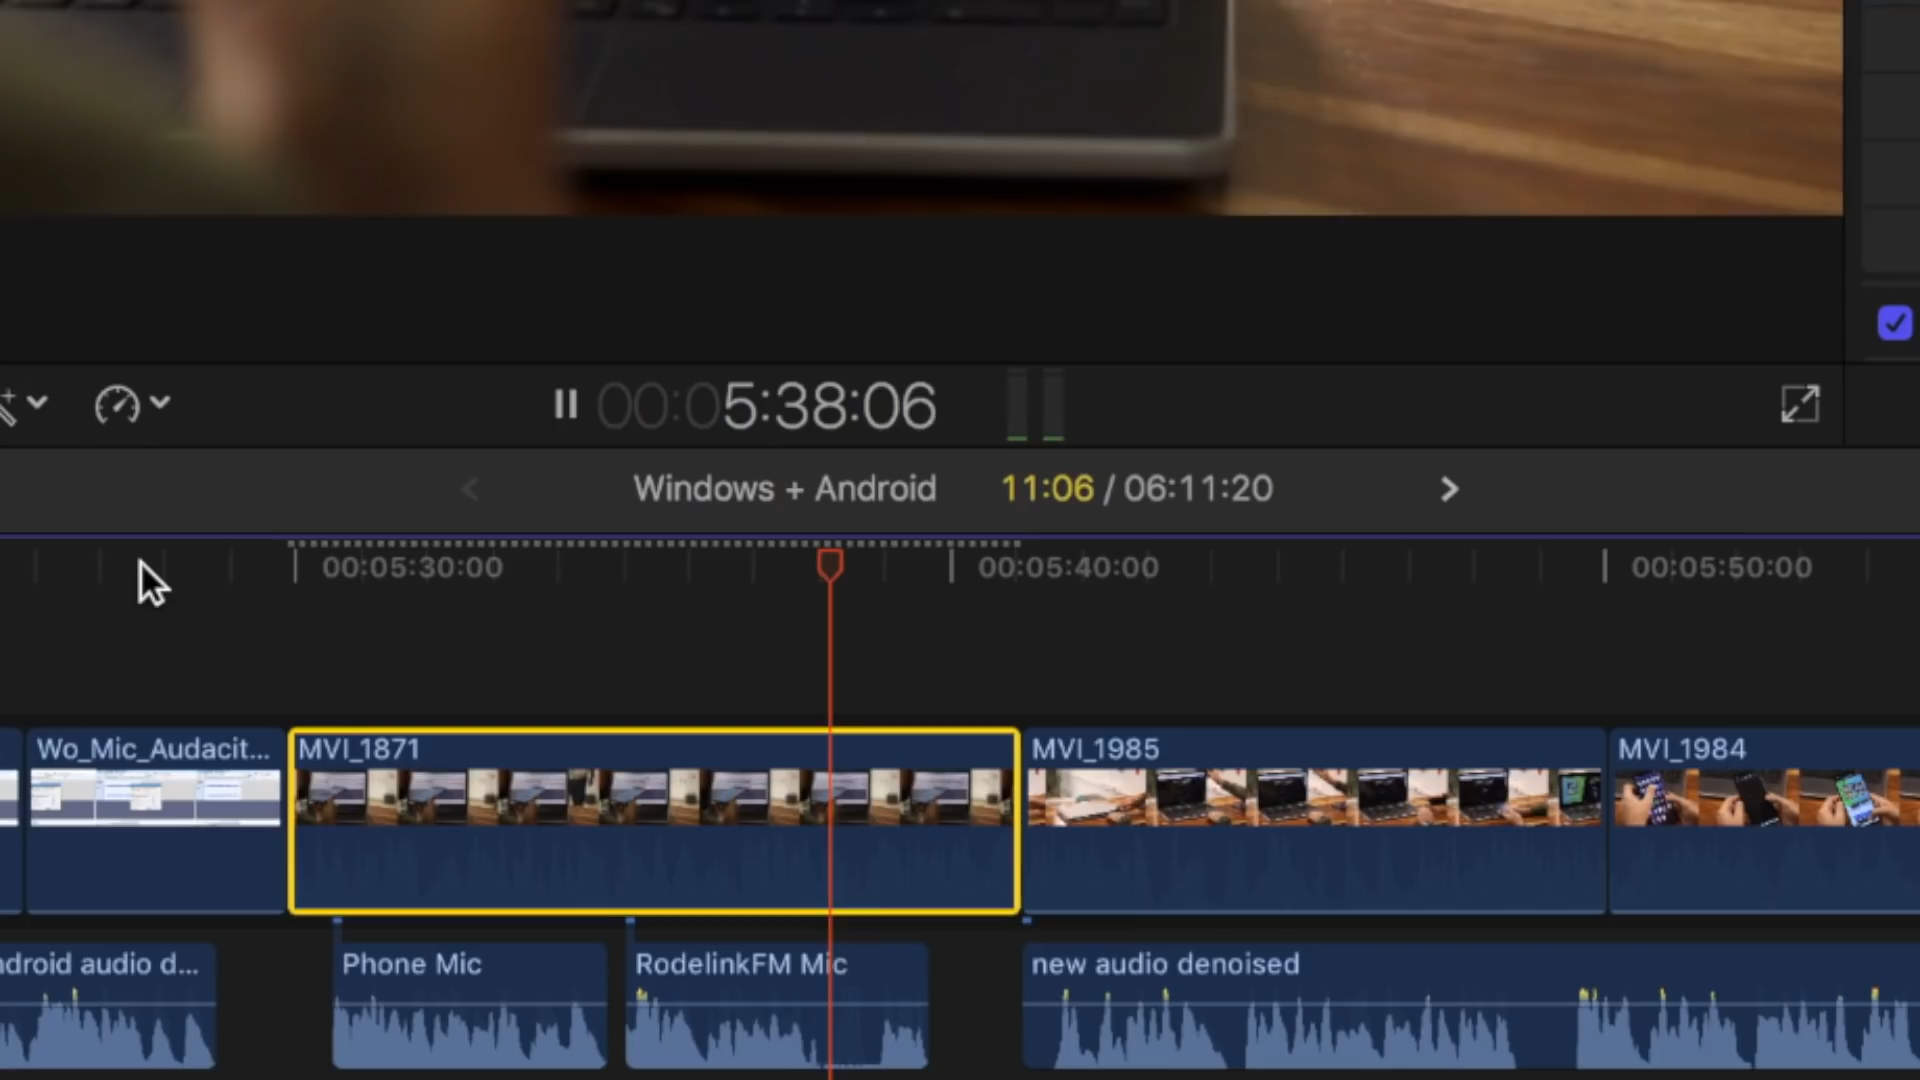 00:05:38:06
Windows + Android 11:06 / 06:11:20
00:05:30:00 00:05:40:00 00:05:50:00
Wo_Mic_Audacit... MVI_1871 MVI_1985 MVI_1984
ndroid audio d... Phone Mic RodelinkFM Mic new audio denoised